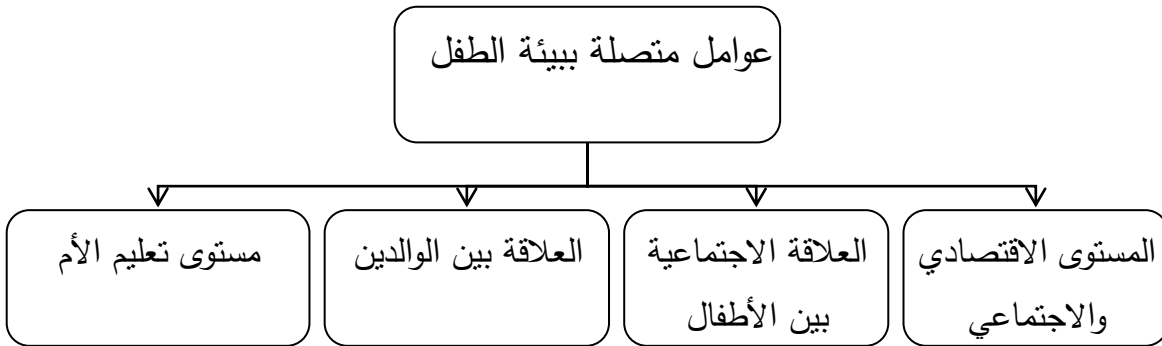 عوامل متصلة ببيئة الطفل
المستوى الاقتصادي
والاجتماعي
العلاقة الاجتماعية
بين الأطفال
العلاقة بين الوالدين
مستوى تعليم الأم